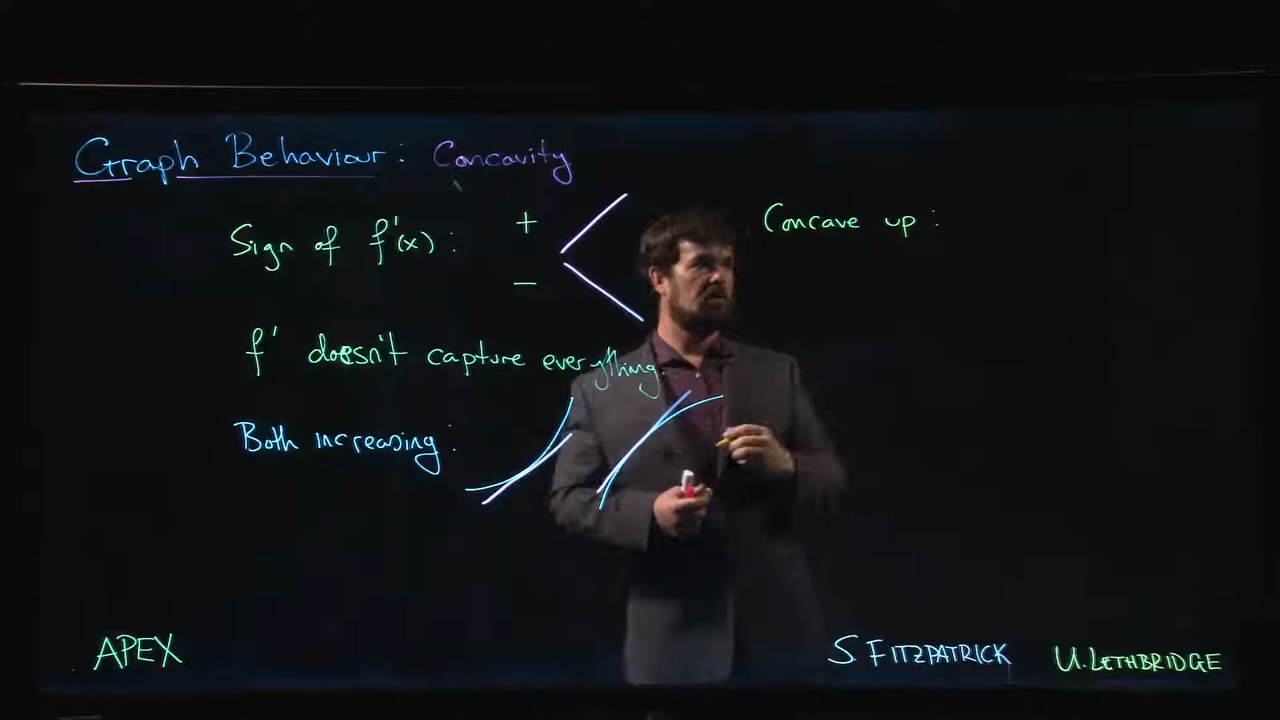 Graph Behaviour: Concavity
Sign of f'(x): +
−
Concave up:
f' doesn't capture everything.
Both increasing:
APEX
S. FITZPATRICK
U. LETHBRIDGE